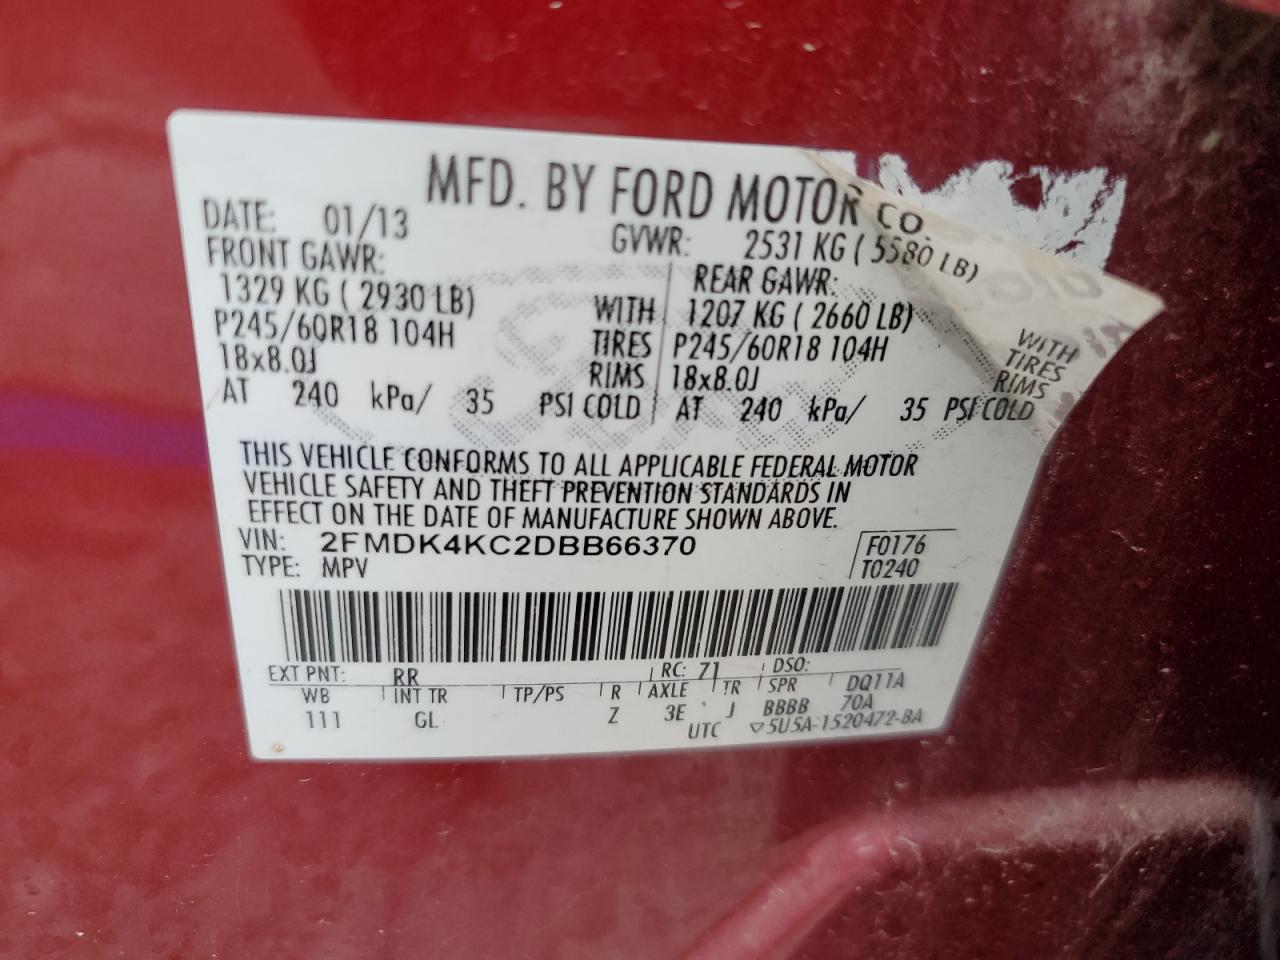 MFD. BY FORD MOTOR CO.
DATE: 01/13 GVWR: 2531 KG ( 5580 LB)
FRONT GAWR: REAR GAWR:
1329 KG ( 2930 LB) WITH 1207 KG ( 2660 LB) WITH
P245/60R18 104H TIRES P245/60R18 104H TIRES
18x8.0J RIMS 18x8.0J RIMS
AT 240 kPa/ 35 PSI COLD AT 240 kPa/ 35 PSI COLD
THIS VEHICLE CONFORMS TO ALL APPLICABLE FEDERAL MOTOR
VEHICLE SAFETY AND THEFT PREVENTION STANDARDS IN
EFFECT ON THE DATE OF MANUFACTURE SHOWN ABOVE.
VIN: 2FMDK4KC2DBB66370 F0176
TYPE: MPV T0240
EXT PNT: RR RC: 71 DSO:
WB INT TR TP/PS R AXLE TR SPR DQ11A
111 GL Z 3E J BBBB 70A
UTC ▽5U5A-1520472-BA